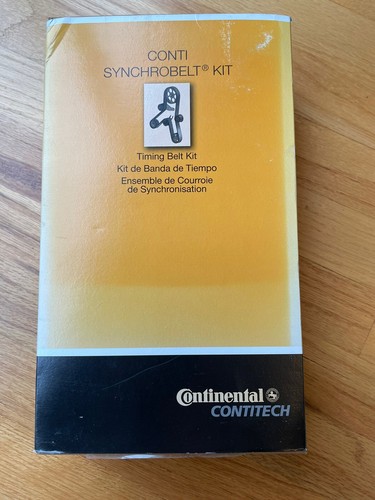 CONTI
SYNCHROBELT® KIT
Timing Belt Kit
Kit de Banda de Tiempo
Ensemble de Courroie
de Synchronisation
Continental
CONTITECH